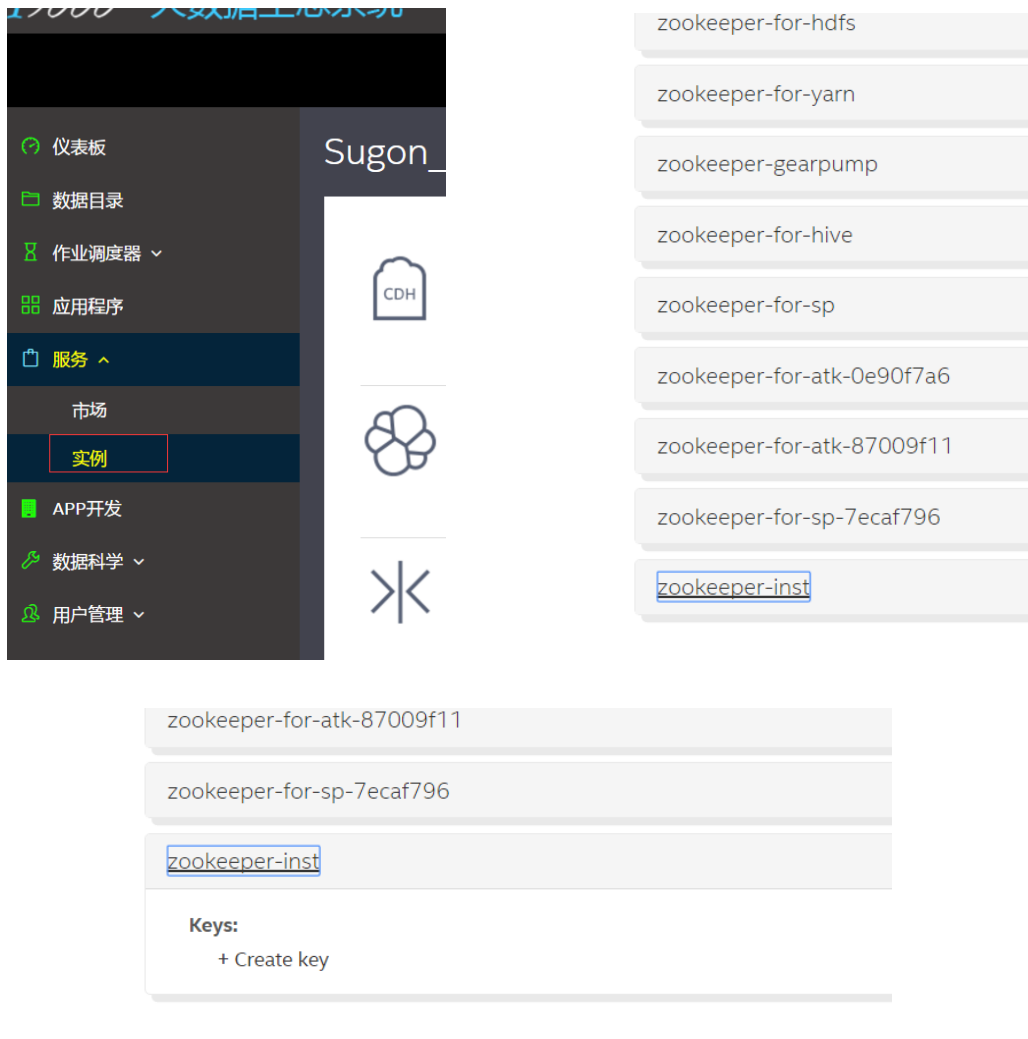 大数据生态系统
仪表板
数据目录
作业调度器
应用程序
服务
市场
实例
APP开发
数据科学
用户管理
Sugon_
CDH
zookeeper-for-hdfs
zookeeper-for-yarn
zookeeper-gearpump
zookeeper-for-hive
zookeeper-for-sp
zookeeper-for-atk-0e90f7a6
zookeeper-for-atk-87009f11
zookeeper-for-sp-7ecaf796
zookeeper-inst
zookeeper-for-atk-87009f11
zookeeper-for-sp-7ecaf796
zookeeper-inst
Keys:
+ Create key